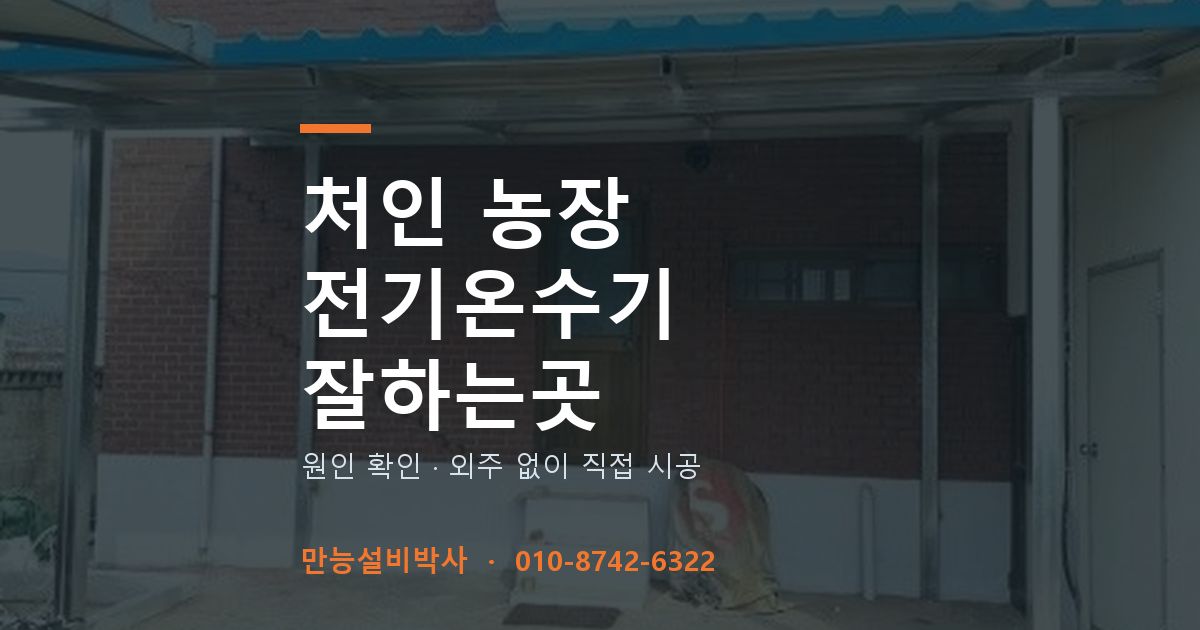 처인 농장
전기온수기
잘하는곳
원인 확인 · 외주 없이 직접 시공
만능설비박사 · 010-8742-6322
S